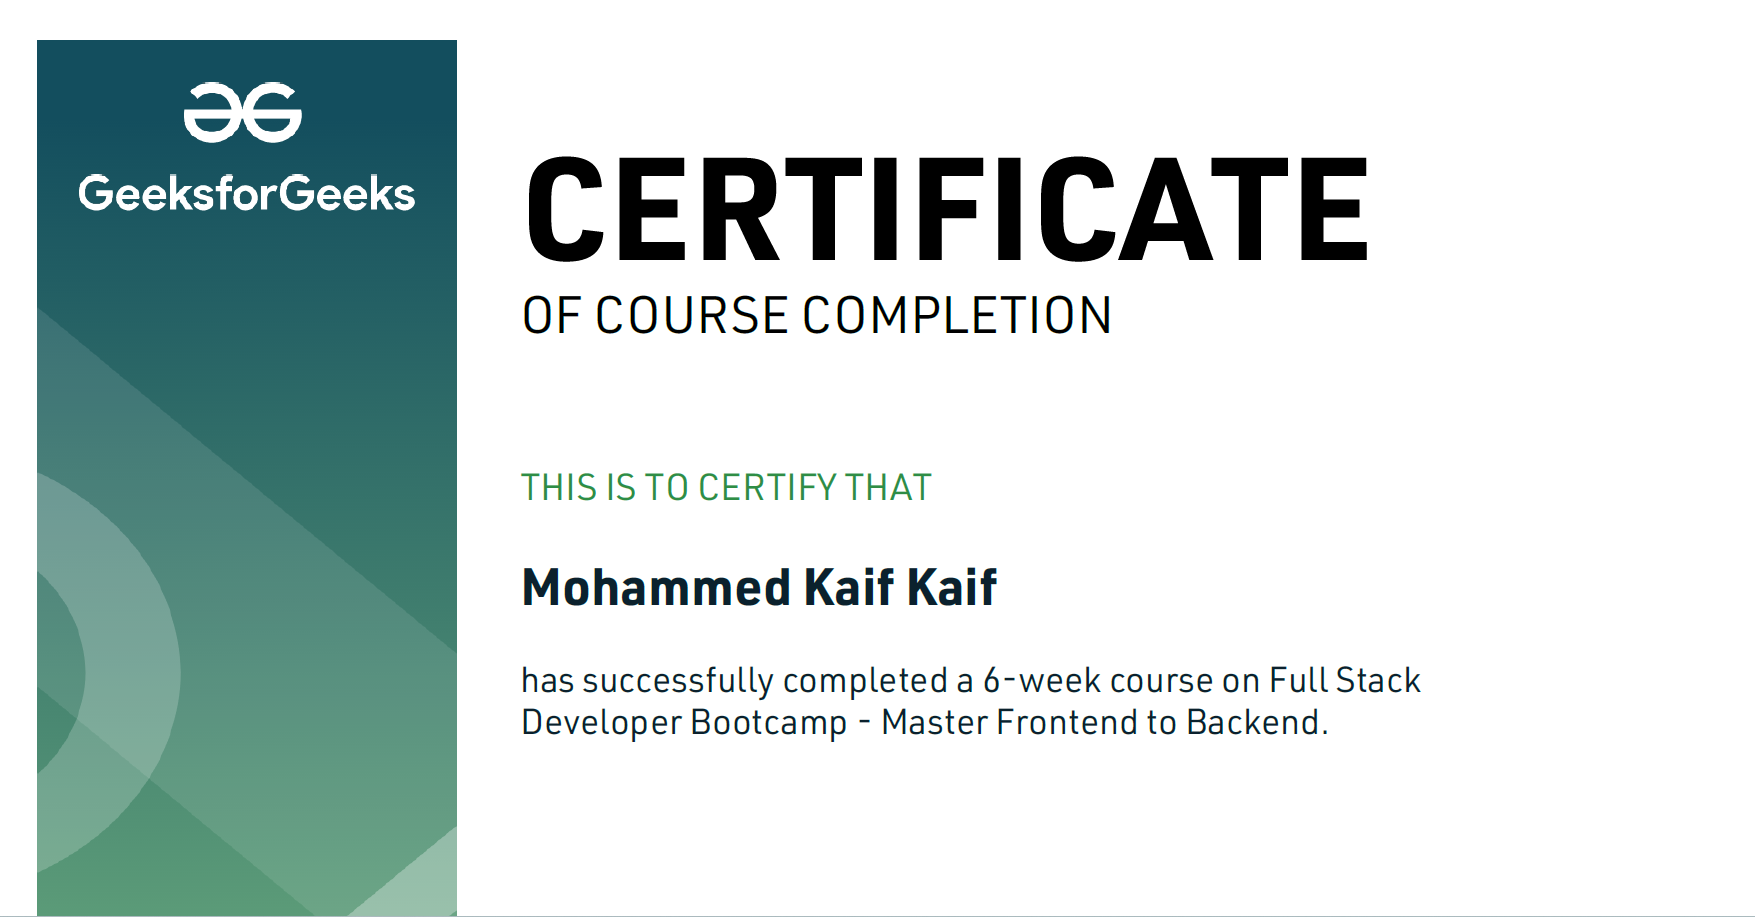 GeeksforGeeks
CERTIFICATE
OF COURSE COMPLETION
THIS IS TO CERTIFY THAT
Mohammed Kaif Kaif
has successfully completed a 6-week course on Full Stack
Developer Bootcamp - Master Frontend to Backend.